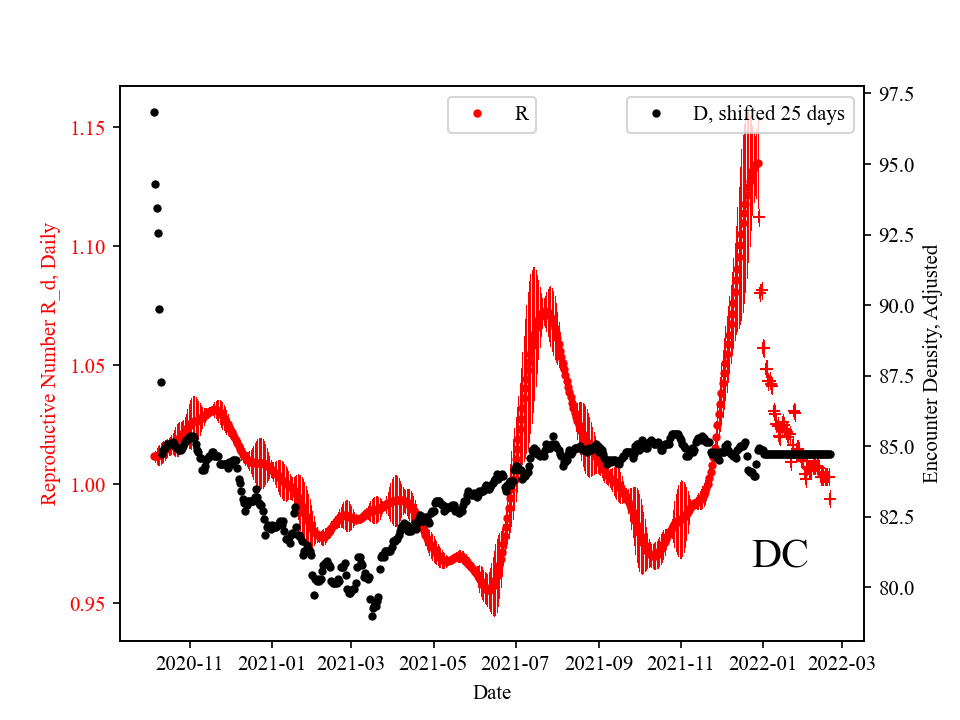 R
D, shifted 25 days
1.15
1.10
1.05
1.00
0.95
Reproductive Number R_d, Daily
97.5
95.0
92.5
90.0
87.5
85.0
82.5
80.0
Encounter Density, Adjusted
DC
2020-11 2021-01 2021-03 2021-05 2021-07 2021-09 2021-11 2022-01 2022-03
Date